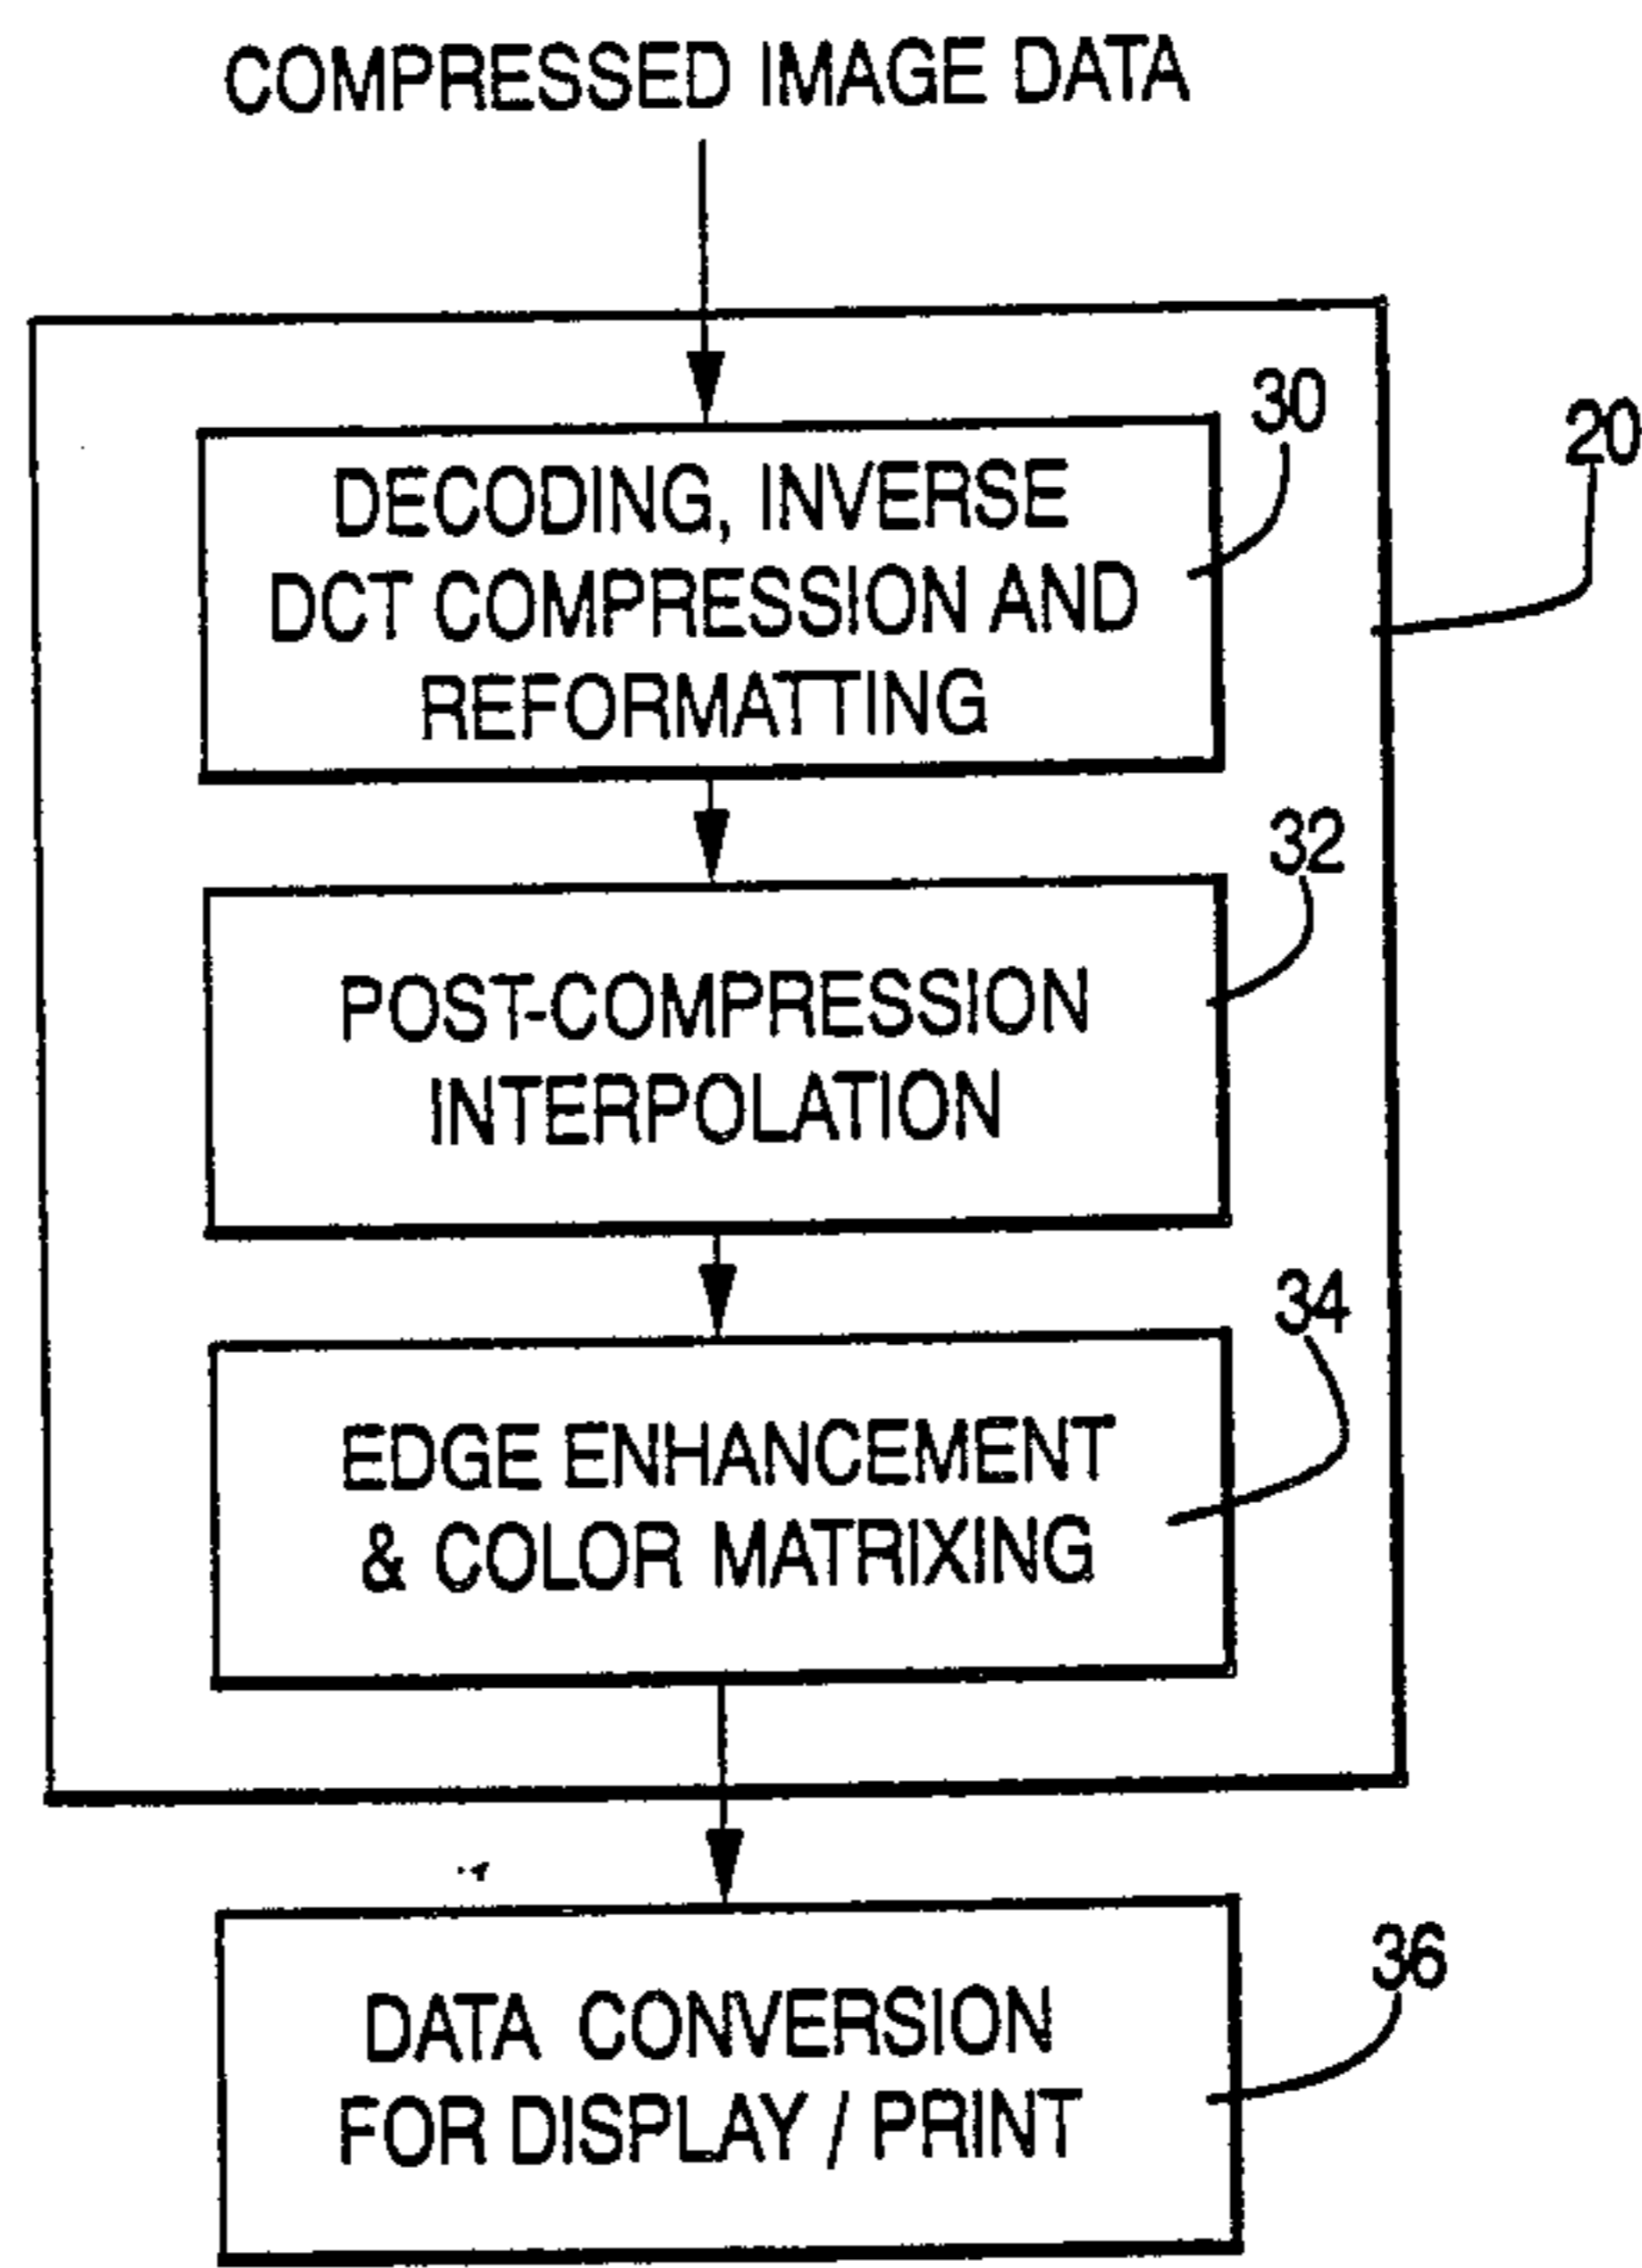 COMPRESSED IMAGE DATA
30
20
DECODING, INVERSE
DCT COMPRESSION AND
REFORMATTING
32
POST-COMPRESSION
INTERPOLATION
34
EDGE ENHANCEMENT
& COLOR MATRIXING
36
DATA CONVERSION
FOR DISPLAY / PRINT